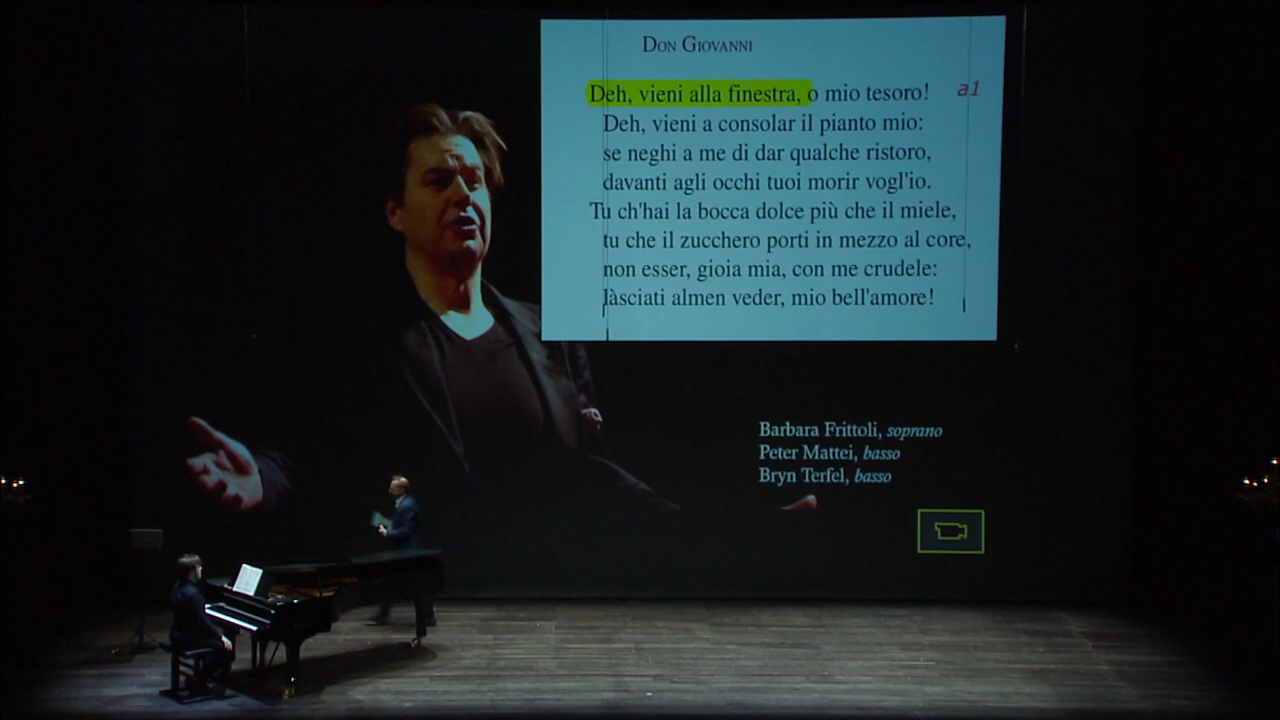 DON GIOVANNI
Deh, vieni alla finestra, o mio tesoro! a1
Deh, vieni a consolar il pianto mio:
se neghi a me di dar qualche ristoro,
davanti agli occhi tuoi morir vogl'io.
Tu ch'hai la bocca dolce più che il miele,
tu che il zucchero porti in mezzo al core,
non esser, gioia mia, con me crudele:
làsciati almen veder, mio bell'amore!
Barbara Frittoli, soprano
Peter Mattei, basso
Bryn Terfel, basso